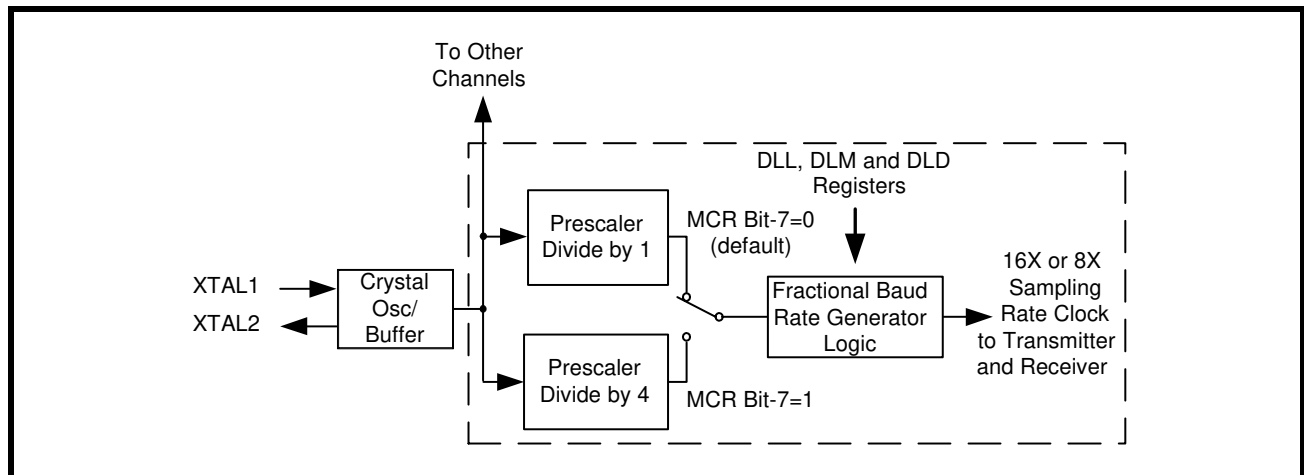 To Other
Channels
DLL, DLM and DLD
Registers
Prescaler
Divide by 1
MCR Bit-7=0
(default)
XTAL1
XTAL2
Crystal
Osc/
Buffer
Fractional Baud
Rate Generator
Logic
16X or 8X
Sampling
Rate Clock
to Transmitter
and Receiver
Prescaler
Divide by 4
MCR Bit-7=1